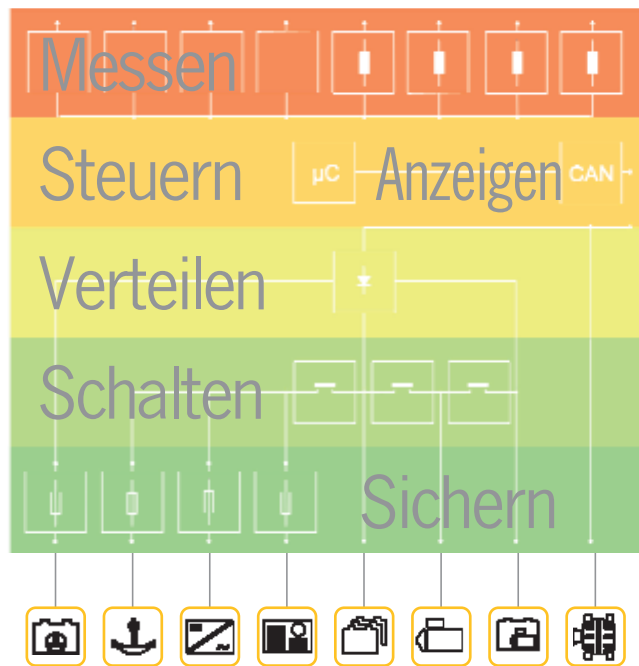 Messen
Steuern µC Anzeigen CAN
Verteilen
Schalten
Sichern